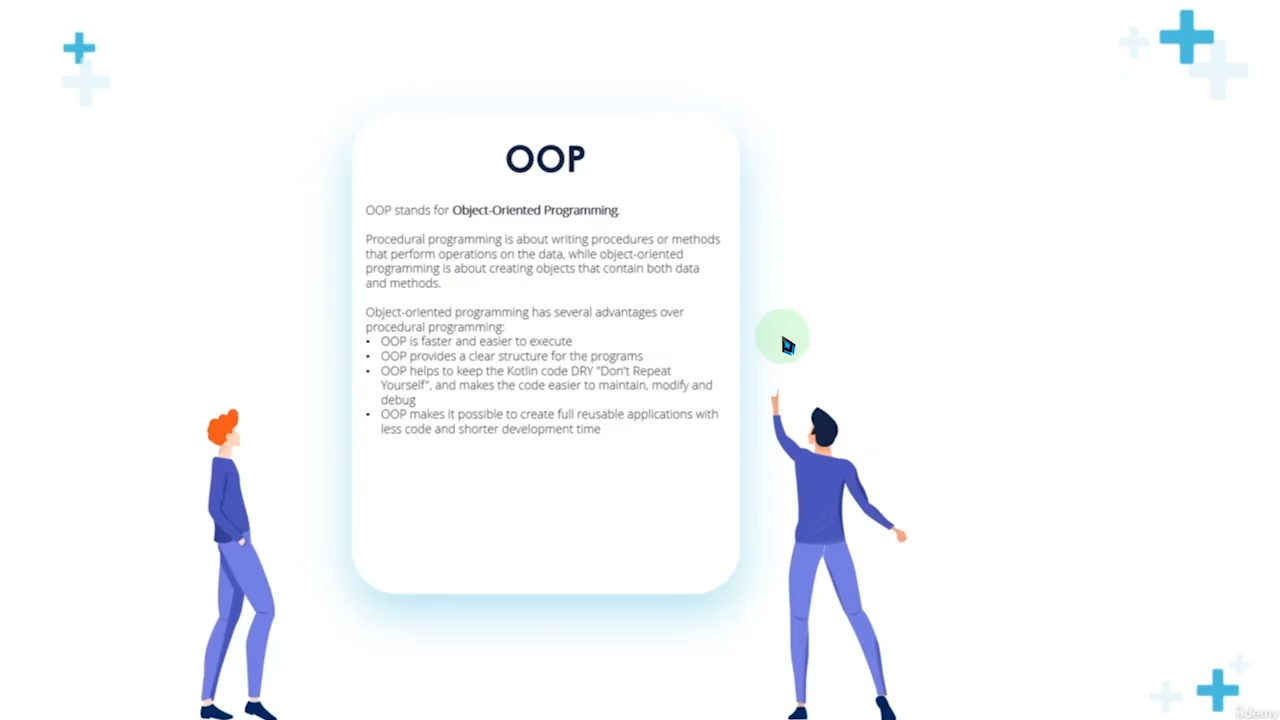 OOP
OOP stands for Object-Oriented Programming.
Procedural programming is about writing procedures or methods
that perform operations on the data, while object-oriented
programming is about creating objects that contain both data
and methods.
Object-oriented programming has several advantages over
procedural programming:
• OOP is faster and easier to execute
• OOP provides a clear structure for the programs
• OOP helps to keep the Kotlin code DRY "Don't Repeat
Yourself", and makes the code easier to maintain, modify and
debug
• OOP makes it possible to create full reusable applications with
less code and shorter development time
ûdemy